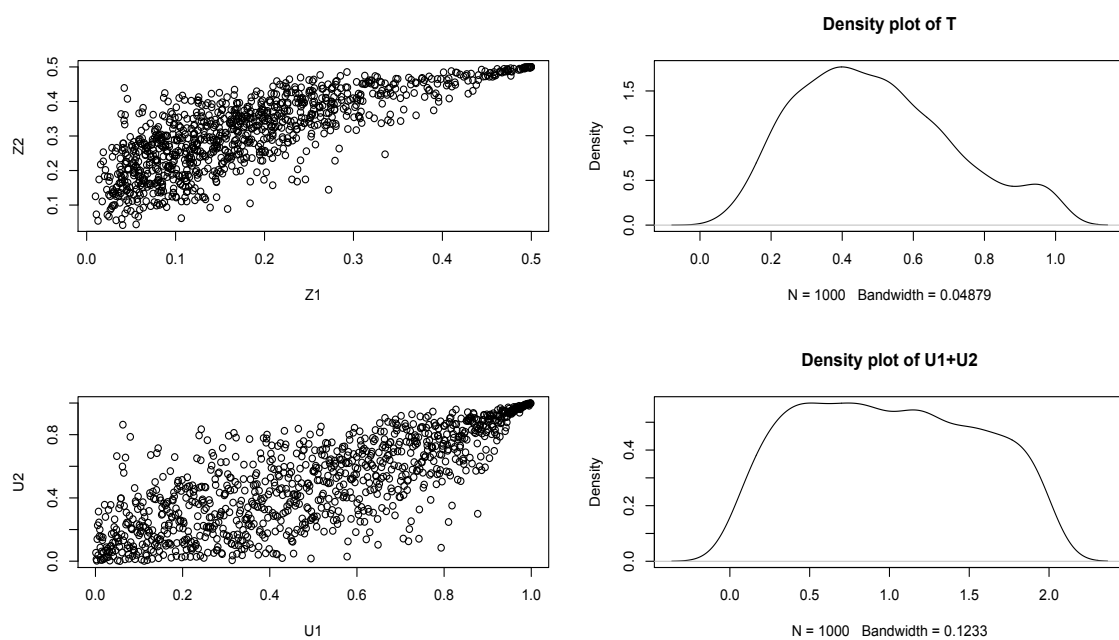 Density plot of T
Z2
0.1 0.2 0.3 0.4 0.5
0.0 0.1 0.2 0.3 0.4 0.5
Z1
Density
0.0 0.5 1.0 1.5
0.0 0.2 0.4 0.6 0.8 1.0
N = 1000 Bandwidth = 0.04879
Density plot of U1+U2
U2
0.0 0.4 0.8
0.0 0.2 0.4 0.6 0.8 1.0
U1
Density
0.0 0.2 0.4
0.0 0.5 1.0 1.5 2.0
N = 1000 Bandwidth = 0.1233